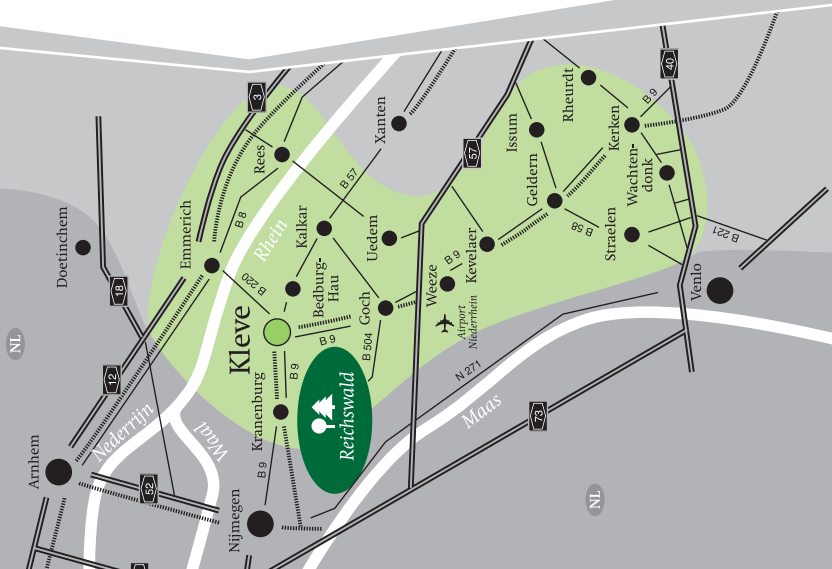 NL
Doetinchem
18
12
Arnhem
Nederrijn
52
Waal
Nijmegen
Emmerich
3
Rees
B 8
Rhein
B 220
Kleve
Kranenburg
B 9
B 9
B 9
Reichswald
Bedburg-
Hau
Kalkar
B 57
Xanten
Uedem
Goch
B 504
57
Weeze
B 9
Kevelaer
Airport
Niederrhein
N 271
Maas
73
NL
Issum
Geldern
B 58
Straelen
Rheurdt
Kerken
B 9
40
Wachten-
donk
B 221
Venlo